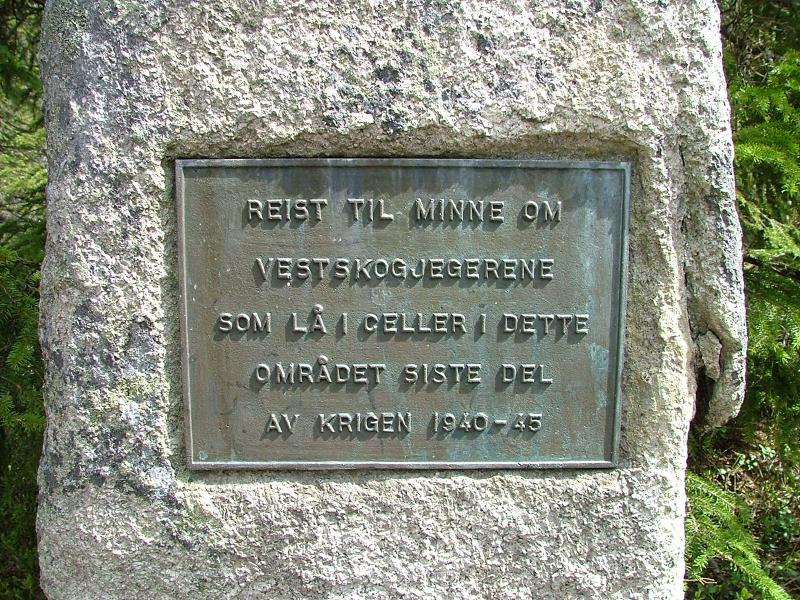 REIST TIL MINNE OM
VESTSKOGJEGERENE
SOM LÅ I CELLER I DETTE
OMRÅDET SISTE DEL
AV KRIGEN 1940-45